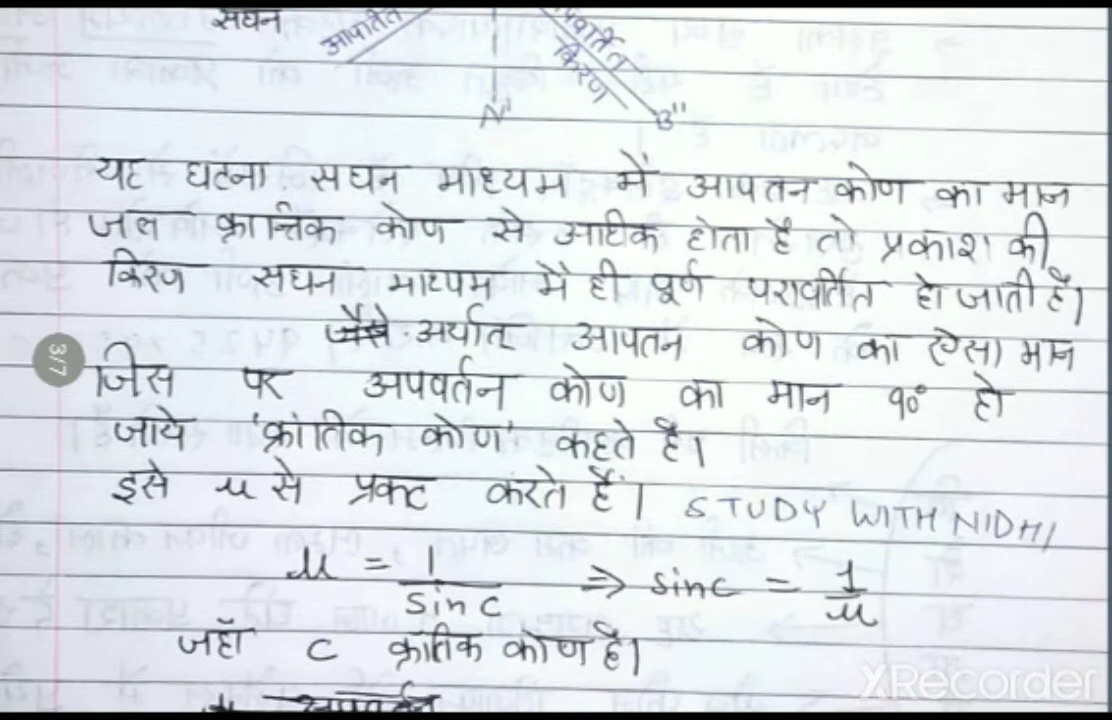 सघन आपतित परावर्तित किरण
N' B"
यह घटना सघन माध्यम में आपतन कोण का मान
जब क्रान्तिक कोण से अधिक होता है तो प्रकाश की
किरण सघन माध्यम में ही पूर्ण परावर्तित हो जाती है।
जैसे अर्थात् आपतन कोण का ऐसा मान
3/7
जिस पर अपवर्तन कोण का मान 90° हो
जाये 'क्रांतिक कोण' कहते है।
इसे μ से प्रकट करते हैं। STUDY WITH NIDHI
μ = 1/sin c ⇒ sinc = 1/μ
जहाँ c क्रांतिक कोण है।
XRecorder